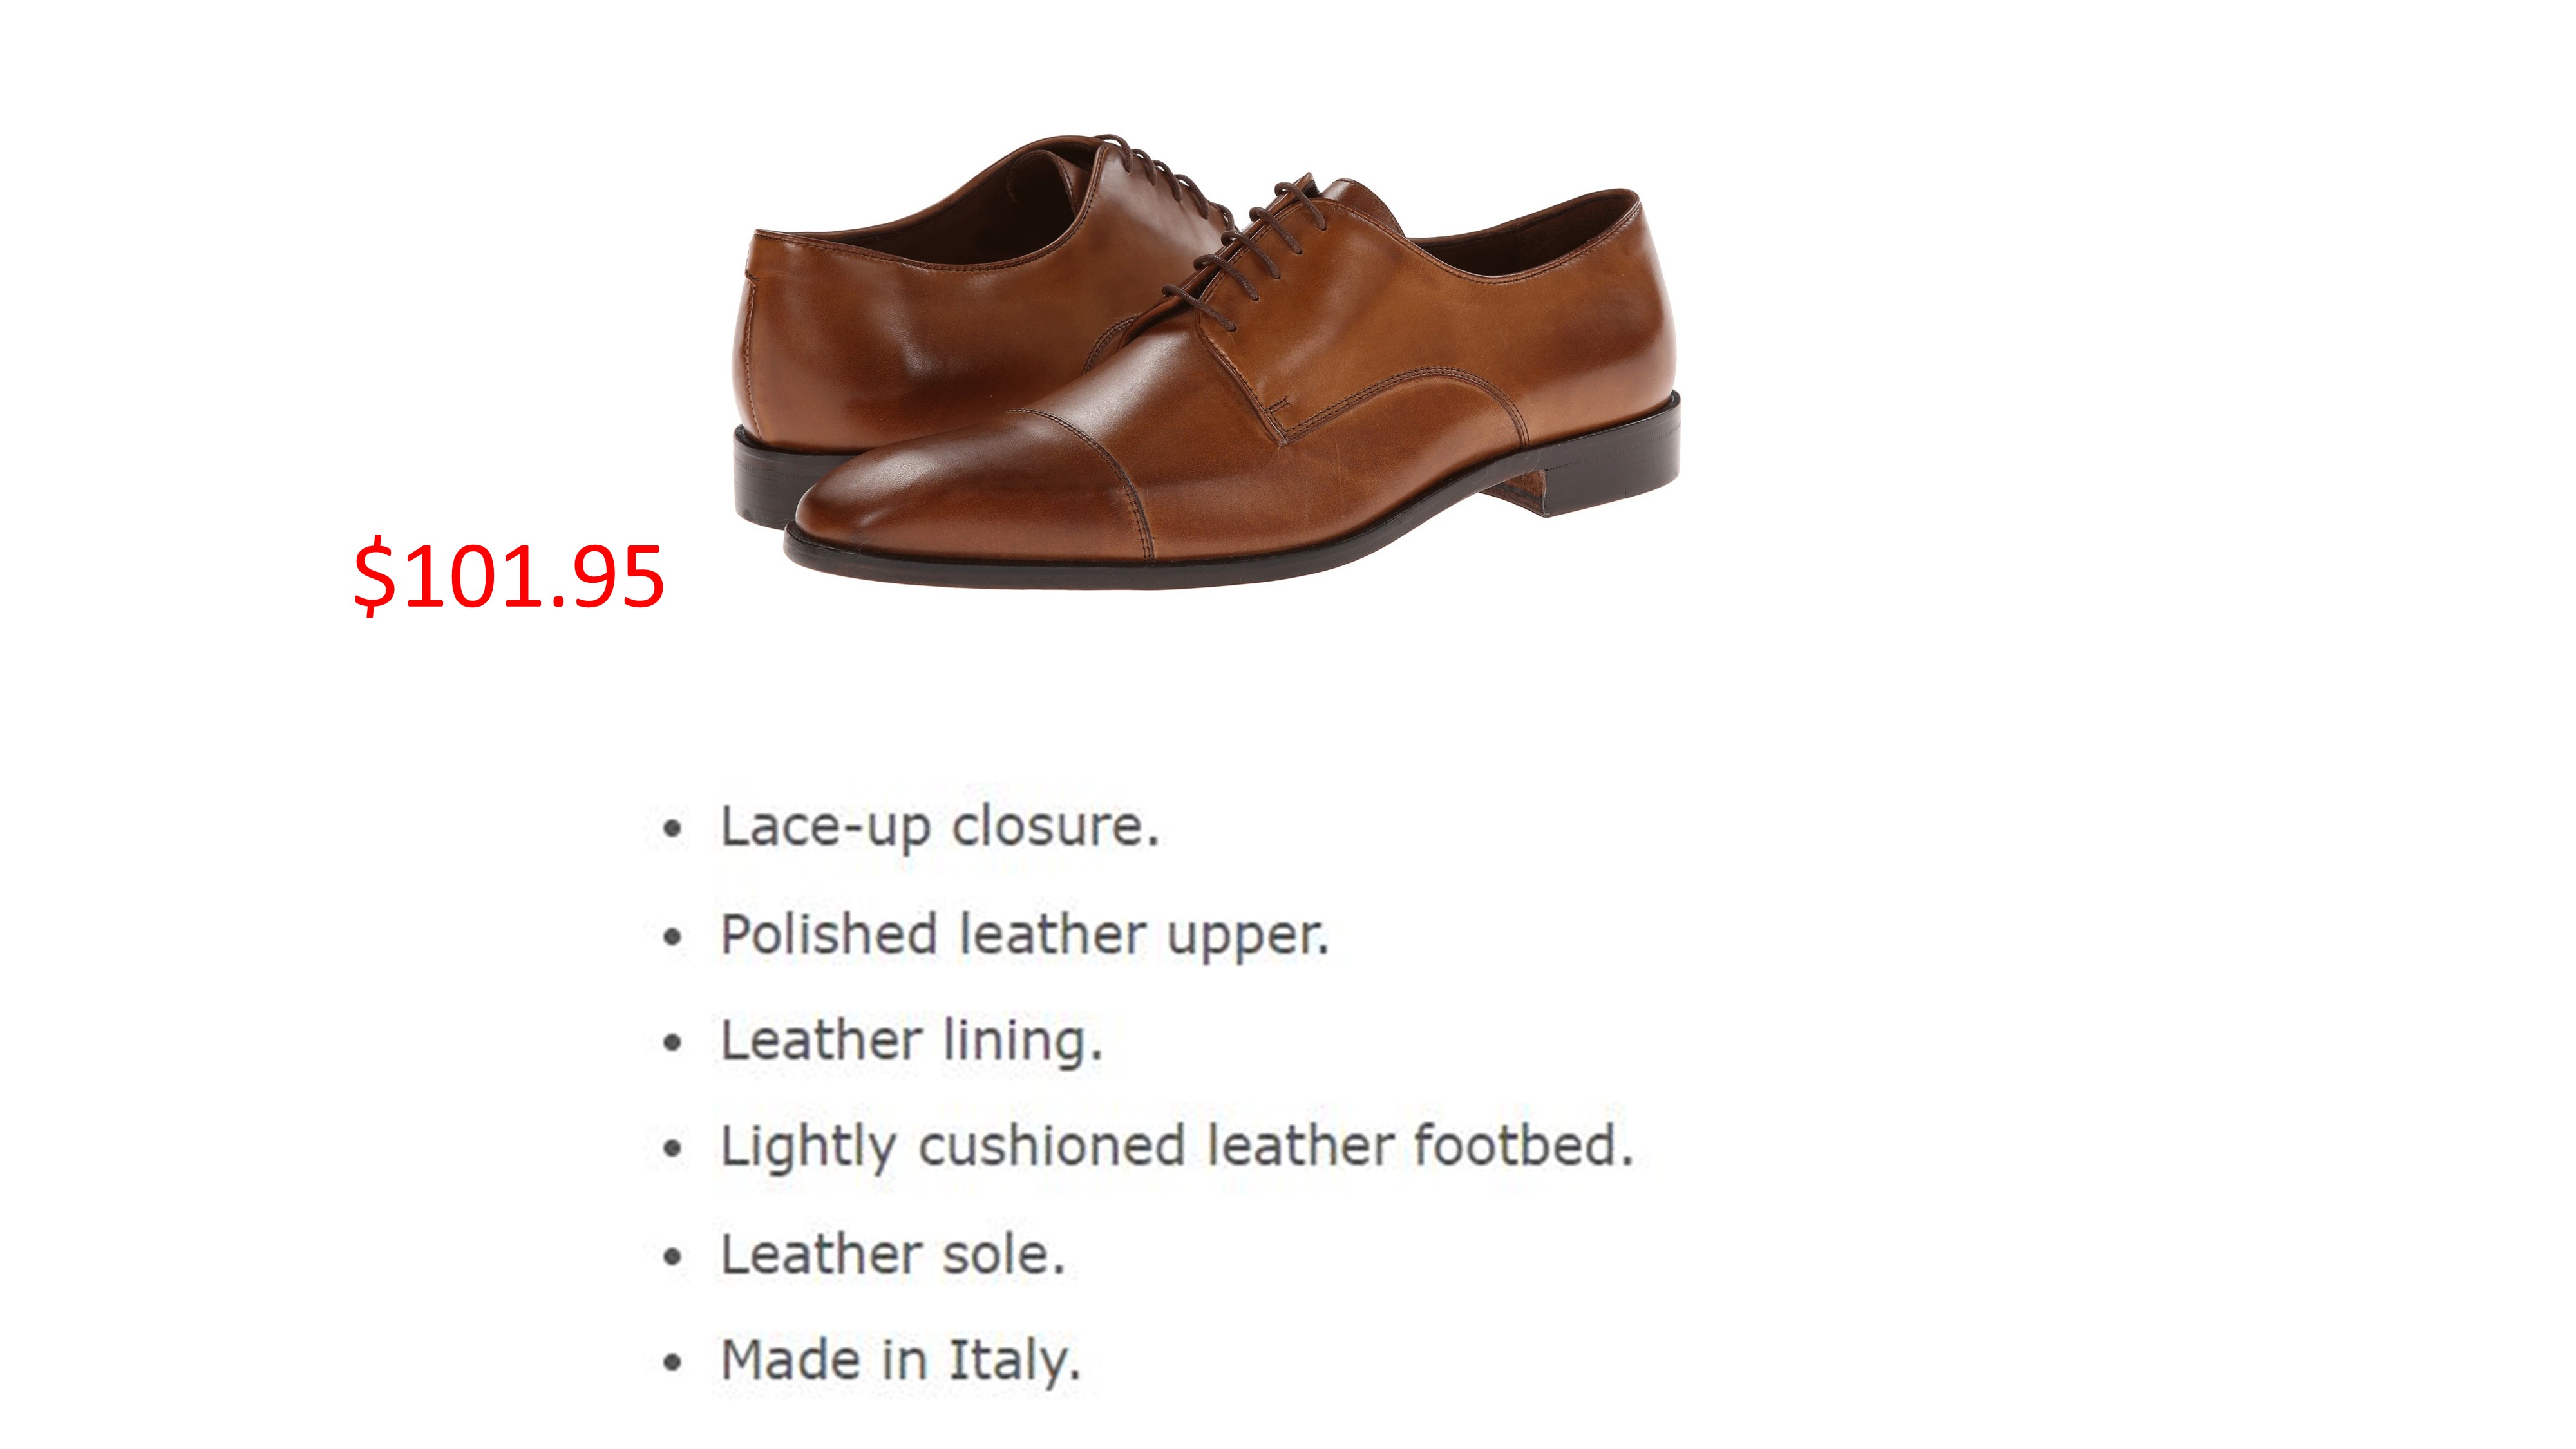 $101.95
• Lace-up closure.
• Polished leather upper.
• Leather lining.
• Lightly cushioned leather footbed.
• Leather sole.
• Made in Italy.